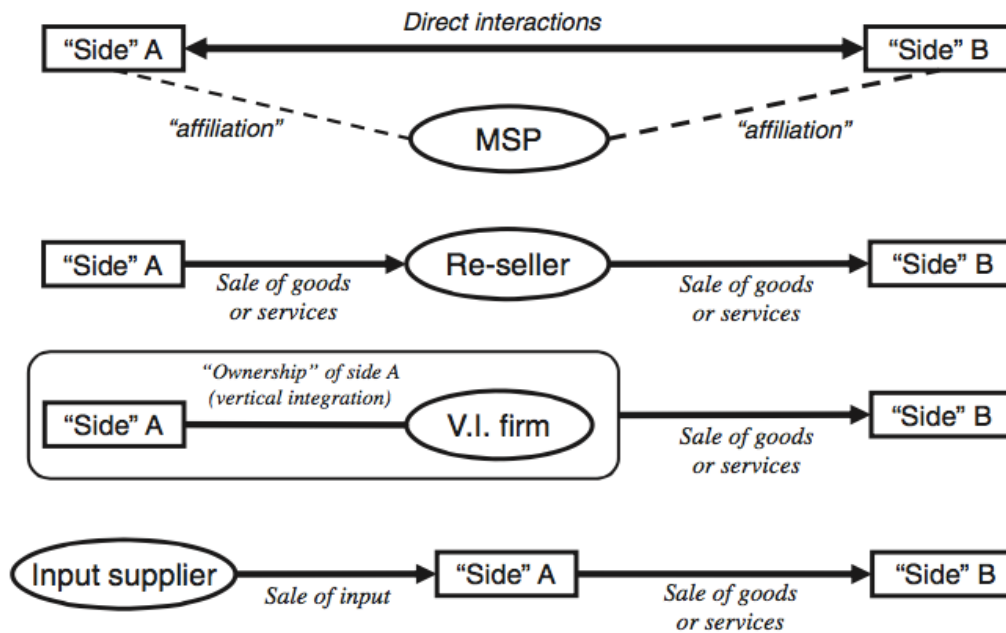 Direct interactions
“Side” A
“Side” B
“affiliation”
MSP
“affiliation”
“Side” A
Re-seller
“Side” B
Sale of goods
or services
Sale of goods
or services
“Ownership” of side A
(vertical integration)
“Side” A
V.I. firm
“Side” B
Sale of goods
or services
Input supplier
“Side” A
“Side” B
Sale of input
Sale of goods
or services